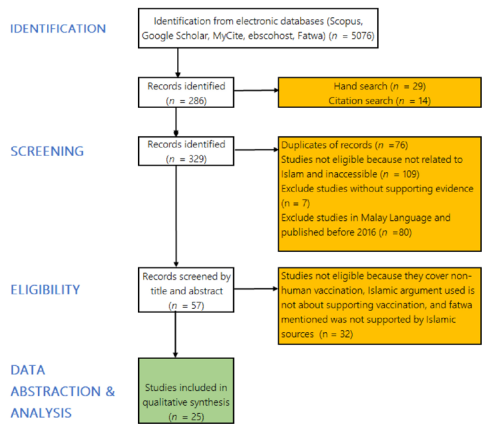 IDENTIFICATION
Identification from electronic databases (Scopus,
Google Scholar, MyCite, ebscohost, Fatwa) (n = 5076)
Records identified
(n = 286)
Hand search (n = 29)
Citation search (n = 14)
SCREENING
Records identified
(n = 329)
Duplicates of records (n =76)
Studies not eligible because not related to
Islam and inaccessible (n = 109)
Exclude studies without supporting evidence
(n = 7)
Exclude studies in Malay Language and
published before 2016 (n =80)
ELIGIBILITY
Records screened by
title and abstract
(n = 57)
Studies not eligible because they cover non-
human vaccination, Islamic argument used is
not about supporting vaccination, and fatwa
mentioned was not supported by Islamic
sources (n = 32)
DATA
ABSTRACTION &
ANALYSIS
Studies included in
qualitative synthesis
(n = 25)